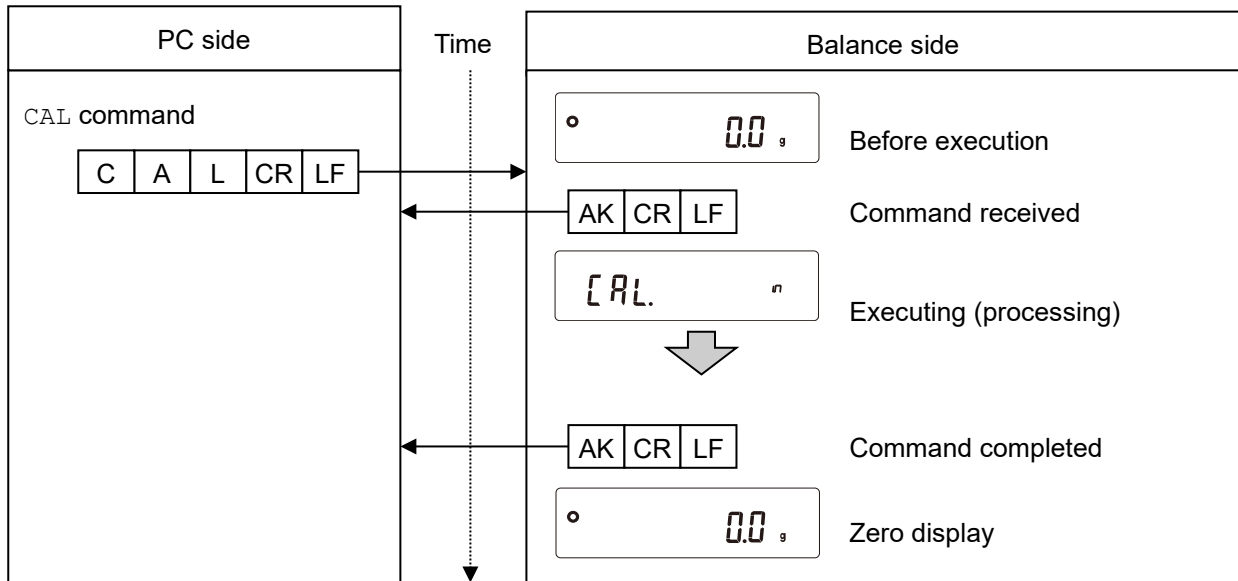 PC side
Time
Balance side
CAL command
C A L CR LF
0.0 g
Before execution
AK CR LF
Command received
CAL. in
Executing (processing)
AK CR LF
Command completed
0.0 g
Zero display